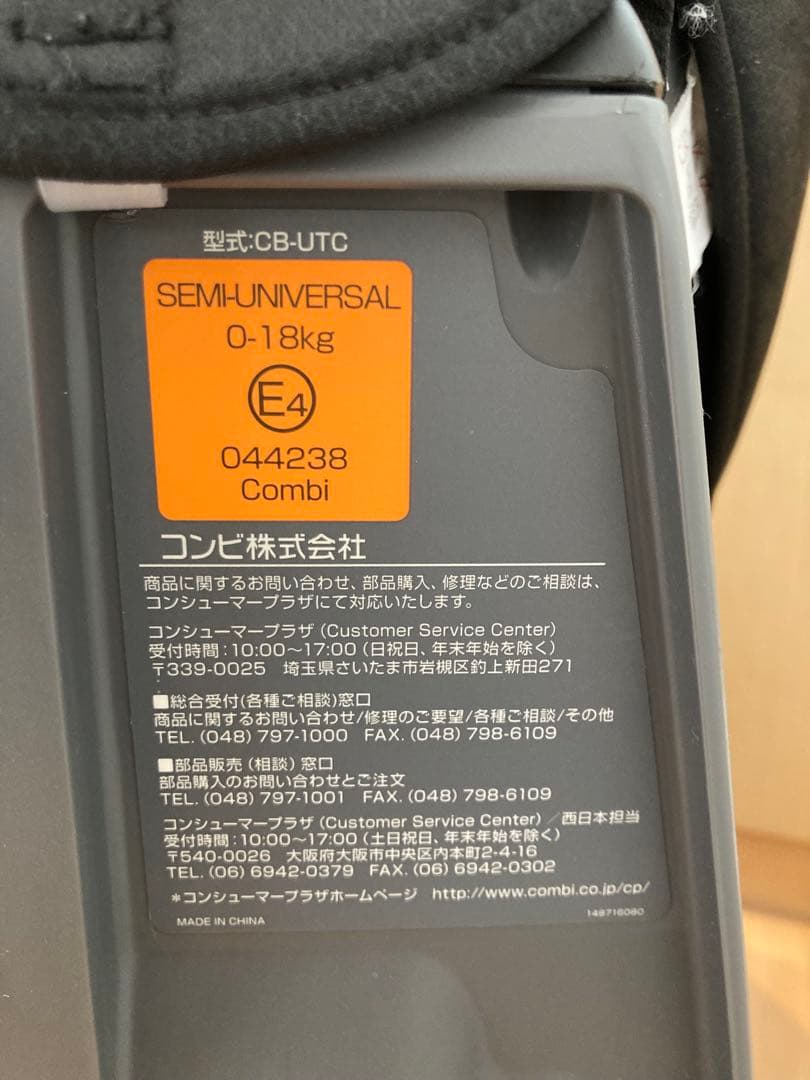 型式:CB-UTC
SEMI-UNIVERSAL
0-18kg
E4
044238
Combi
コンビ株式会社
商品に関するお問い合わせ、部品購入、修理などのご相談は、
コンシューマープラザにて対応いたします。
コンシューマープラザ (Customer Service Center)
受付時間:10:00〜17:00 (日祝日、年末年始を除く)
〒339-0025 埼玉県さいたま市岩槻区釣上新田271
■総合受付(各種ご相談)窓口
商品に関するお問い合わせ/修理のご要望/各種ご相談/その他
TEL. (048) 797-1000 FAX. (048) 798-6109
■部品販売 (相談) 窓口
部品購入のお問い合わせとご注文
TEL. (048) 797-1001 FAX. (048) 798-6109
コンシューマープラザ (Customer Service Center) /西日本担当
受付時間:10:00〜17:00 (土日祝日、年末年始を除く)
〒540-0026 大阪府大阪市中央区内本町2-4-16
TEL. (06) 6942-0379 FAX. (06) 6942-0302
*コンシューマープラザホームページ http://www.combi.co.jp/cp/
MADE IN CHINA
148716080